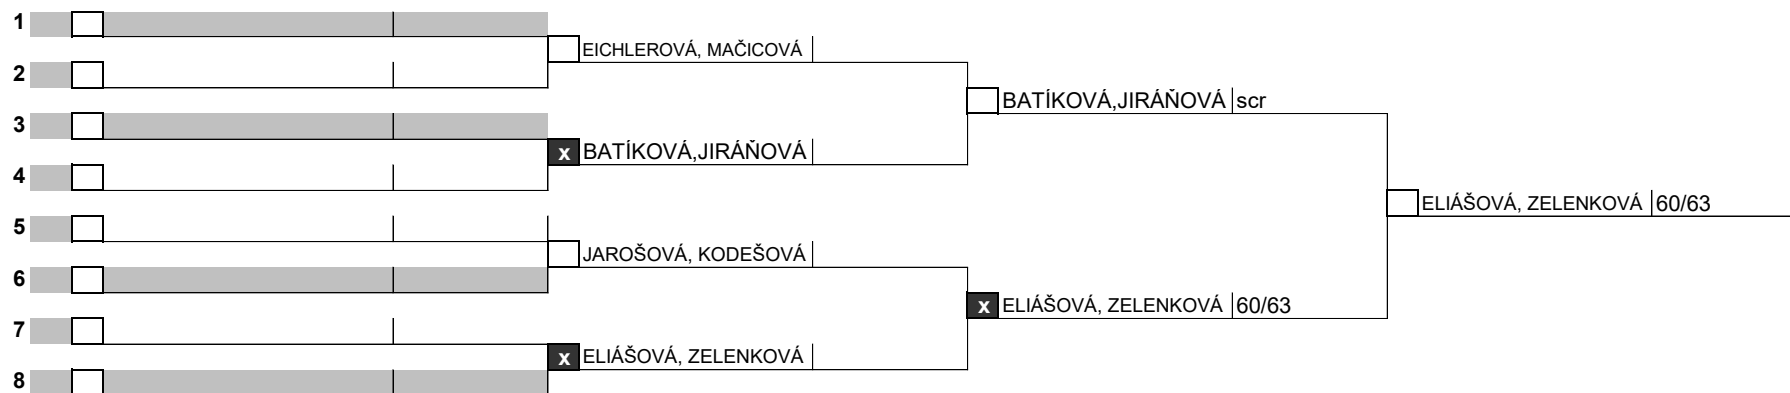 1
EICHLEROVÁ, MAČICOVÁ
2
BATÍKOVÁ,JIRÁŇOVÁ scr
3
x BATÍKOVÁ,JIRÁŇOVÁ
4
ELIÁŠOVÁ, ZELENKOVÁ 60/63
5
JAROŠOVÁ, KODEŠOVÁ
6
x ELIÁŠOVÁ, ZELENKOVÁ 60/63
7
x ELIÁŠOVÁ, ZELENKOVÁ
8